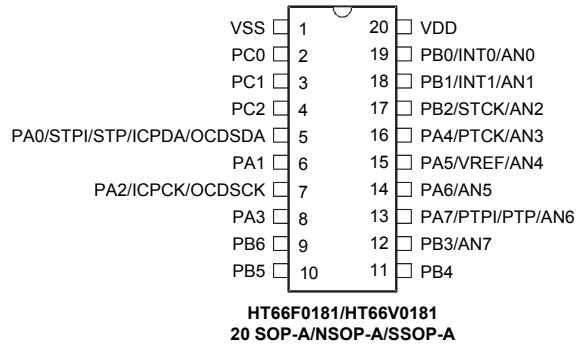 VSS 1 20 VDD
PC0 2 19 PB0/INT0/AN0
PC1 3 18 PB1/INT1/AN1
PC2 4 17 PB2/STCK/AN2
PA0/STPI/STP/ICPDA/OCDSDA 5 16 PA4/PTCK/AN3
PA1 6 15 PA5/VREF/AN4
PA2/ICPCK/OCDSCK 7 14 PA6/AN5
PA3 8 13 PA7/PTPI/PTP/AN6
PB6 9 12 PB3/AN7
PB5 10 11 PB4
HT66F0181/HT66V0181
20 SOP-A/NSOP-A/SSOP-A